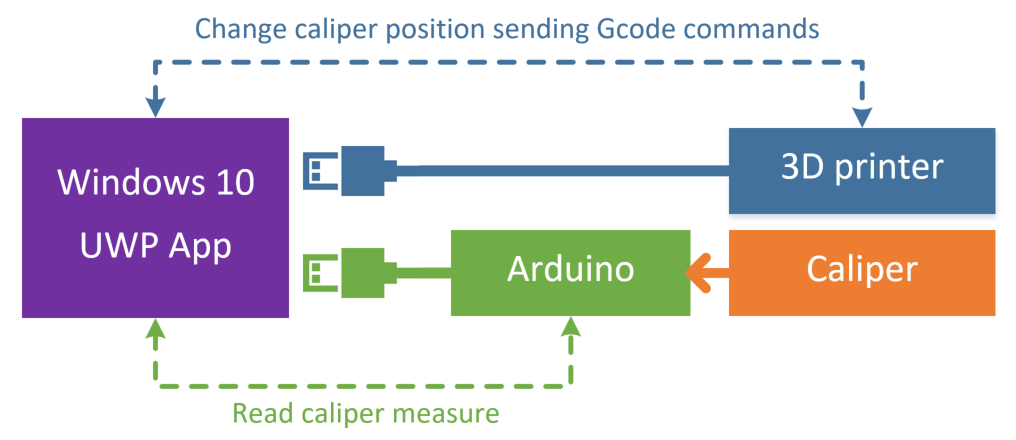 Change caliper position sending Gcode commands
Windows 10
UWP App
3D printer
Arduino
Caliper
Read caliper measure